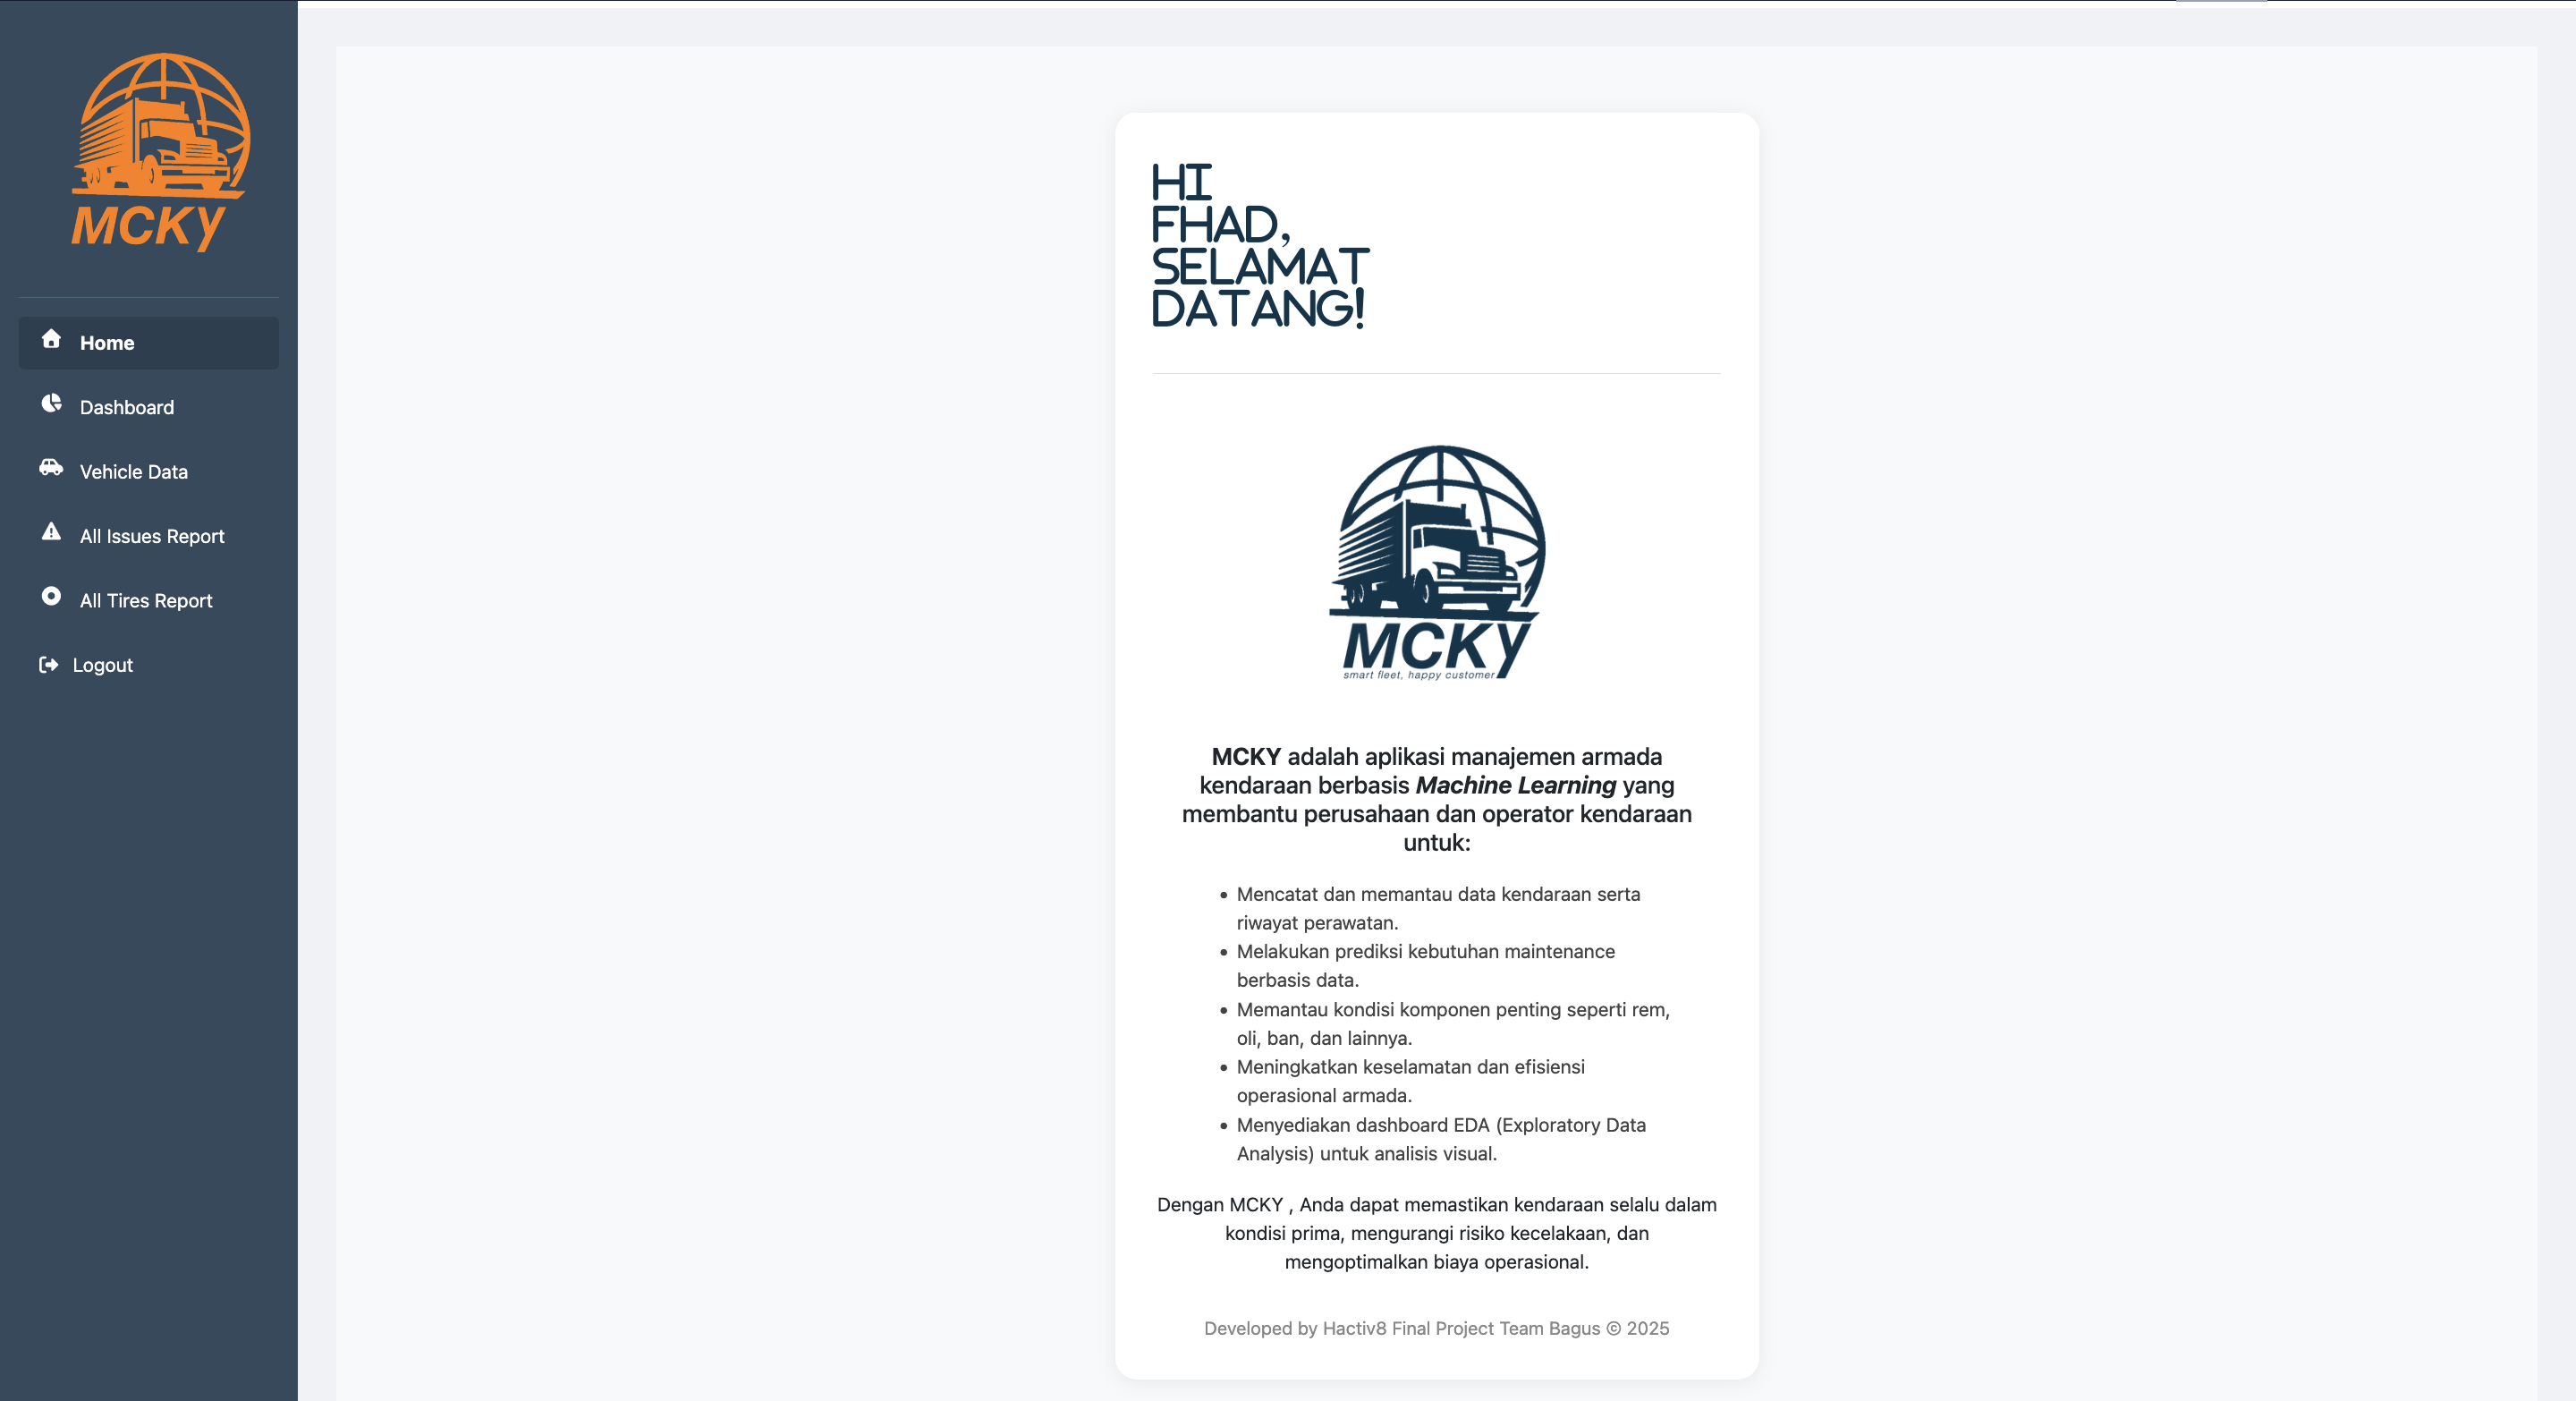 MCKY
Home
Dashboard
Vehicle Data
All Issues Report
All Tires Report
Logout
HI
FHAD,
SELAMAT
DATANG!
MCKY
smart fleet, happy customer
MCKY adalah aplikasi manajemen armada
kendaraan berbasis Machine Learning yang
membantu perusahaan dan operator kendaraan
untuk:
• Mencatat dan memantau data kendaraan serta
riwayat perawatan.
• Melakukan prediksi kebutuhan maintenance
berbasis data.
• Memantau kondisi komponen penting seperti rem,
oli, ban, dan lainnya.
• Meningkatkan keselamatan dan efisiensi
operasional armada.
• Menyediakan dashboard EDA (Exploratory Data
Analysis) untuk analisis visual.
Dengan MCKY , Anda dapat memastikan kendaraan selalu dalam
kondisi prima, mengurangi risiko kecelakaan, dan
mengoptimalkan biaya operasional.
Developed by Hactiv8 Final Project Team Bagus © 2025